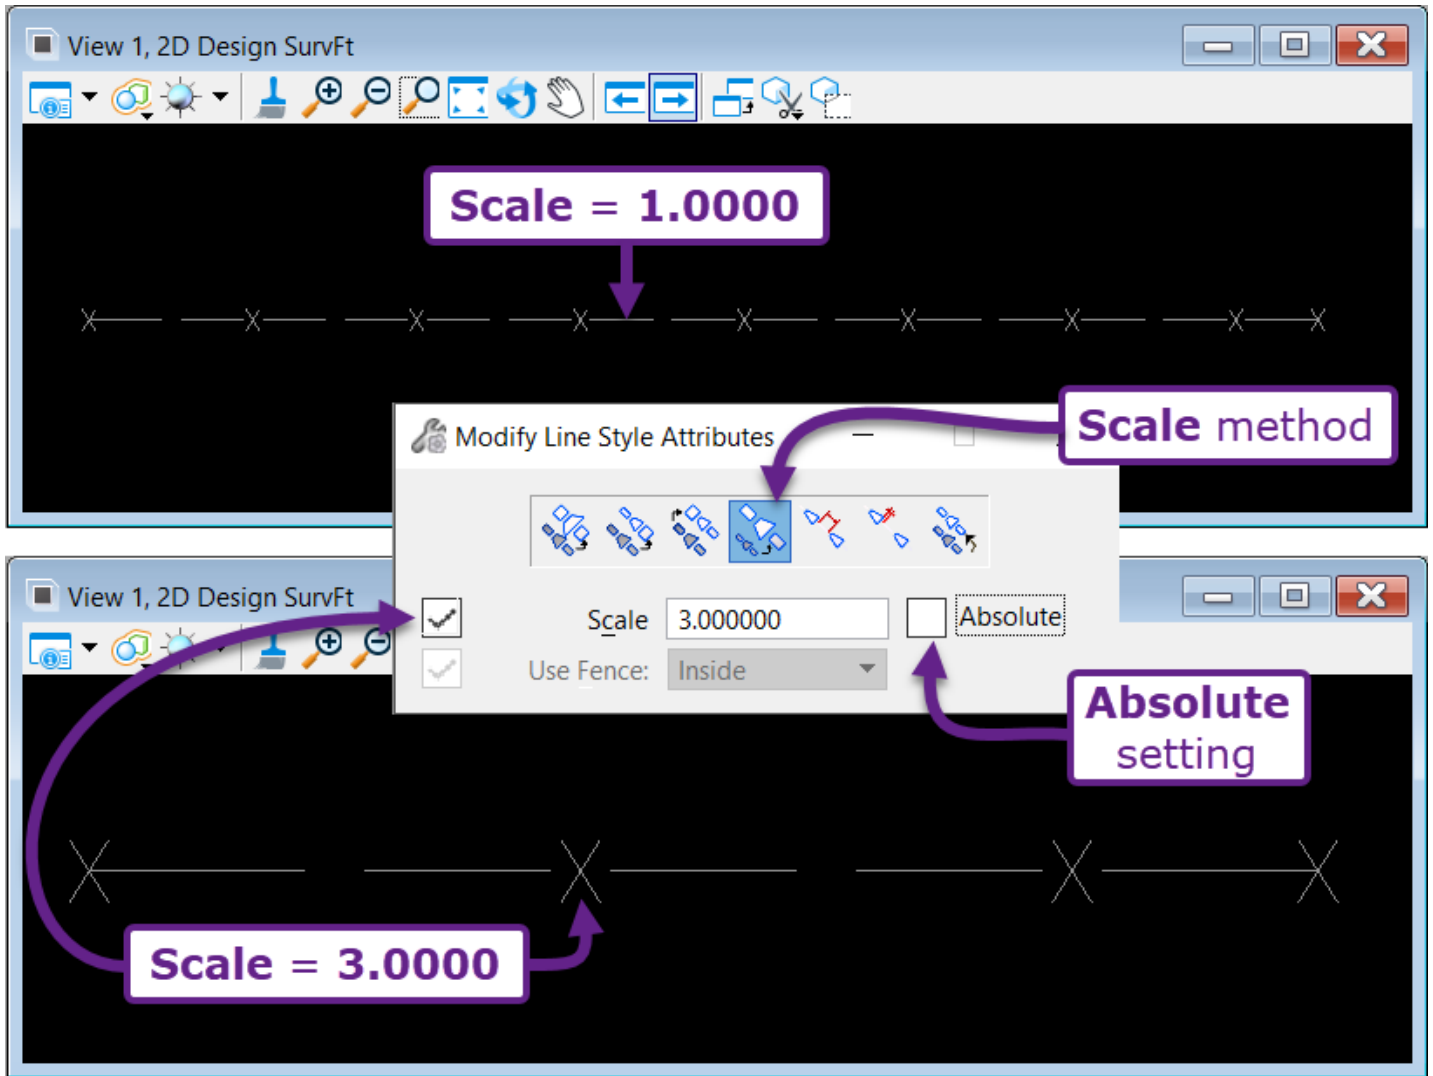 View 1, 2D Design SurvFt
Scale = 1.0000
Scale method
Modify Line Style Attributes
View 1, 2D Design SurvFt
Scale 3.000000 Absolute
Use Fence: Inside
Absolute
setting
Scale = 3.0000